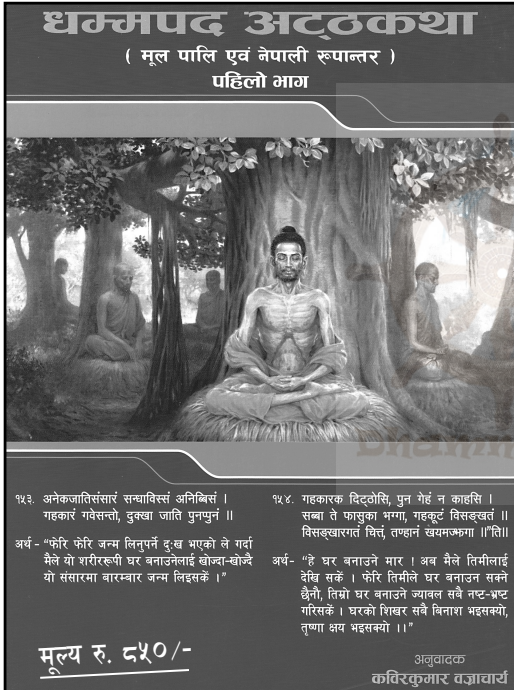 धम्मपद अट्ठकथा
( मूल पालि एवं नेपाली रूपान्तर )
पहिलो भाग
१५३. अनेकजातिसंसारं सन्धाविस्सं अनिब्बिसं ।
गहकारं गवेसन्तो, दुक्खा जाति पुनप्पुनं ॥
अर्थ - “फेरि फेरि जन्म लिनुपर्ने दुःख भएको ले गर्दा
मैले यो शरीररूपी घर बनाउनेलाई खोज्दा-खोज्दै
यो संसारमा बारम्बार जन्म लिइसकें ।”
१५४. गहकारक दिट्ठोसि, पुन गेहं न काहसि ।
सब्बा ते फासुका भग्गा, गहकूटं विसङ्खतं ॥
विसङ्खारगतं चित्तं, तण्हानं खयमज्झगा ॥”ति॥
अर्थ- “हे घर बनाउने मार ! अब मैले तिमीलाई
देखि सकें । फेरि तिमीले घर बनाउन सक्ने
छैनौ, तिम्रो घर बनाउने ज्यावल सबै नष्ट-भ्रष्ट
गरिसकें । घरको शिखर सबै बिनाश भइसक्यो,
तृष्णा क्षय भइसक्यो ।।”
मूल्य रु. ८५०/-
अनुवादक
कविरकुमार वज्राचार्य